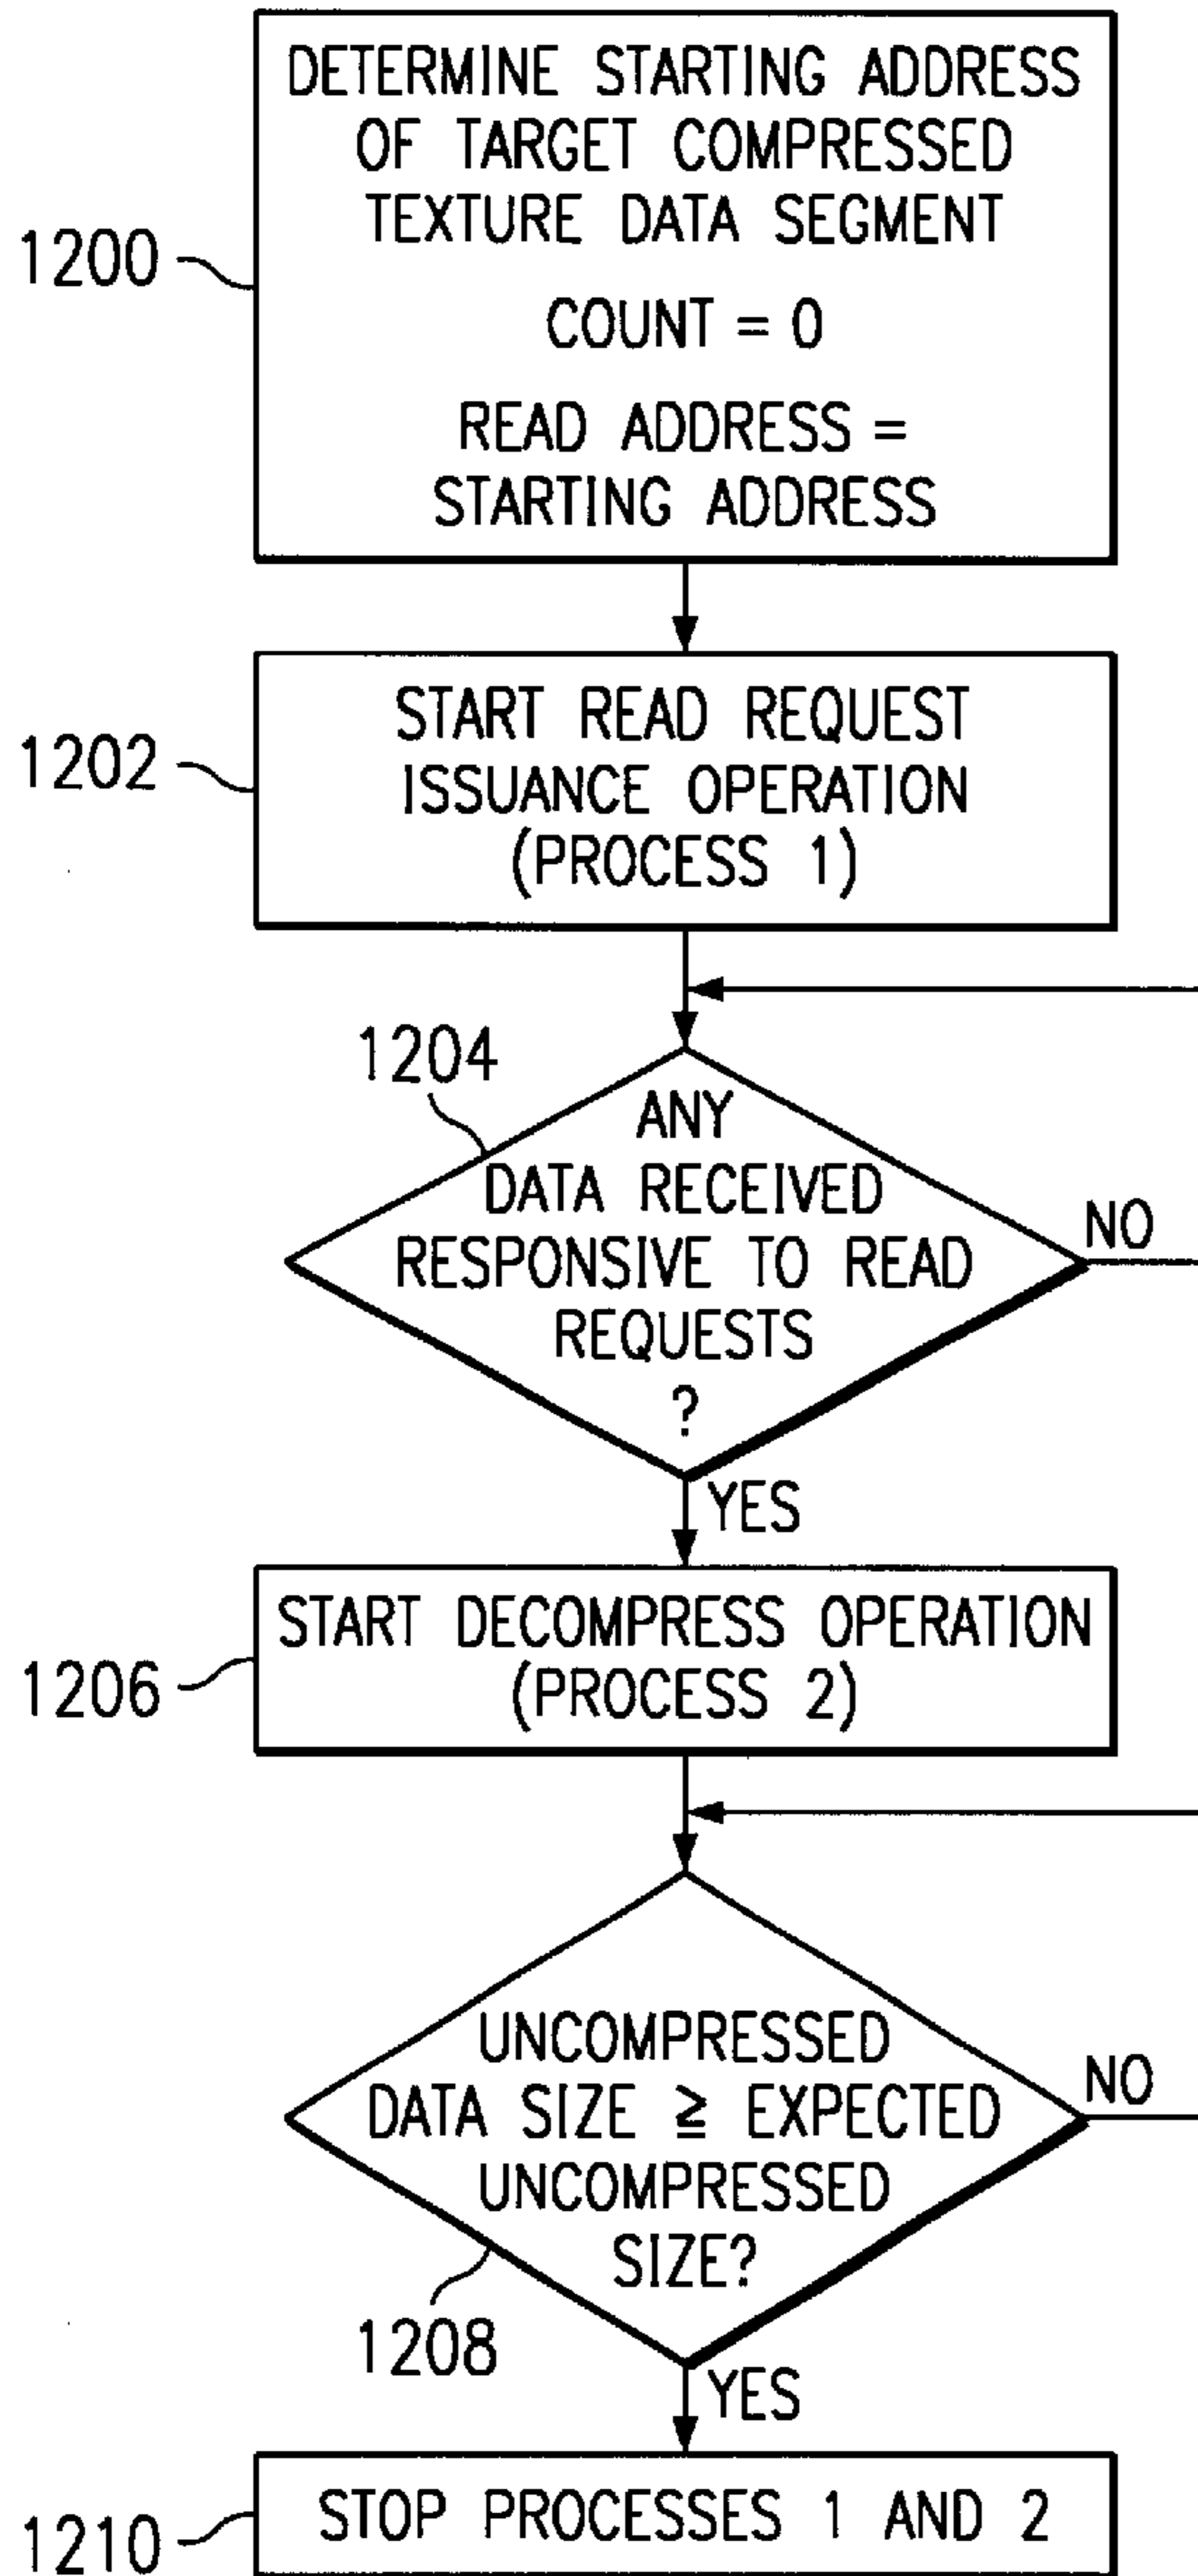 DETERMINE STARTING ADDRESS
OF TARGET COMPRESSED
TEXTURE DATA SEGMENT
COUNT = 0
READ ADDRESS =
STARTING ADDRESS
1200
START READ REQUEST
ISSUANCE OPERATION
(PROCESS 1)
1202
1204
ANY
DATA RECEIVED
RESPONSIVE TO READ
REQUESTS
?
NO
YES
START DECOMPRESS OPERATION
(PROCESS 2)
1206
UNCOMPRESSED
DATA SIZE ≧ EXPECTED
UNCOMPRESSED
SIZE?
NO
1208
YES
STOP PROCESSES 1 AND 2
1210